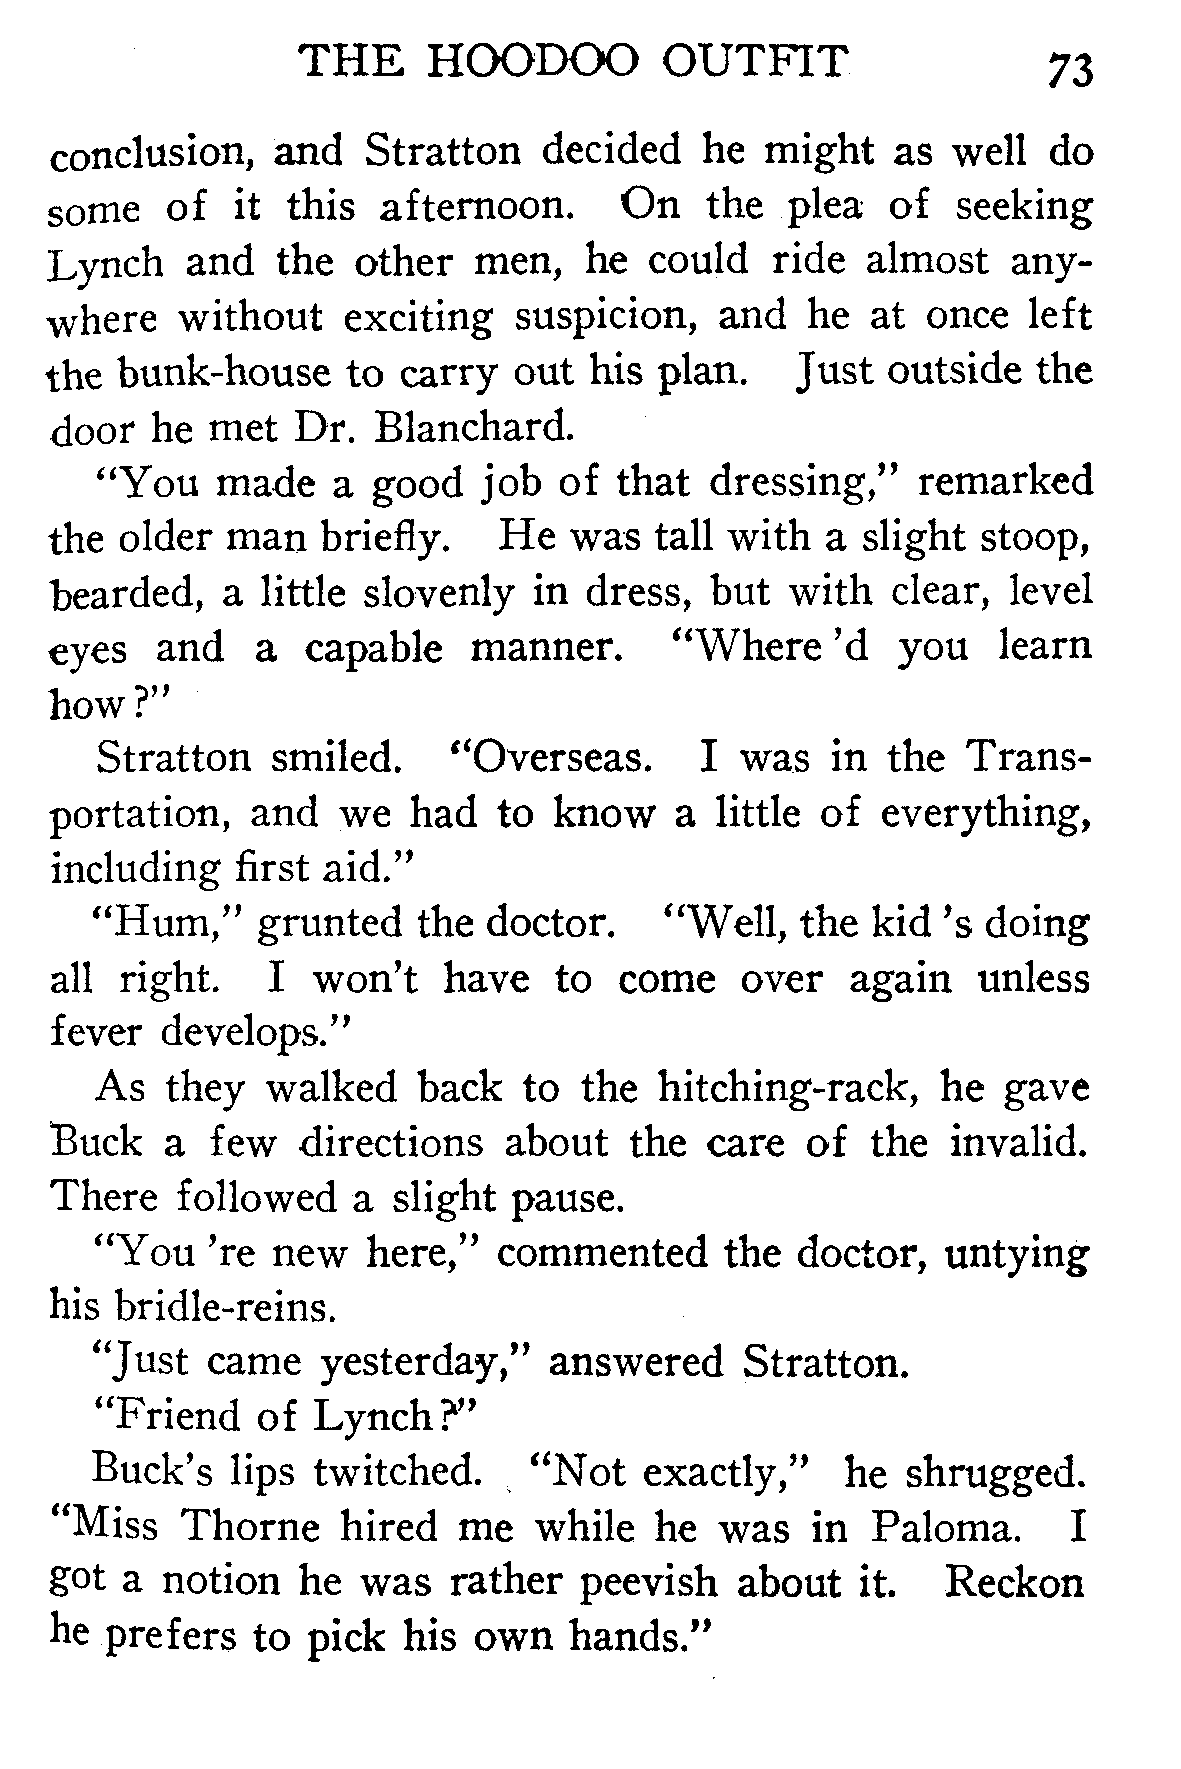 THE HOODOO OUTFIT 73
conclusion, and Stratton decided he might as well do
some of it this afternoon. On the plea of seeking
Lynch and the other men, he could ride almost any-
where without exciting suspicion, and he at once left
the bunk-house to carry out his plan. Just outside the
door he met Dr. Blanchard.
"You made a good job of that dressing," remarked
the older man briefly. He was tall with a slight stoop,
bearded, a little slovenly in dress, but with clear, level
eyes and a capable manner. "Where 'd you learn
how?"
Stratton smiled. "Overseas. I was in the Trans-
portation, and we had to know a little of everything,
including first aid."
"Hum," grunted the doctor. "Well, the kid 's doing
all right. I won't have to come over again unless
fever develops."
As they walked back to the hitching-rack, he gave
Buck a few directions about the care of the invalid.
There followed a slight pause.
"You 're new here," commented the doctor, untying
his bridle-reins.
"Just came yesterday," answered Stratton.
"Friend of Lynch?"
Buck's lips twitched. "Not exactly," he shrugged.
"Miss Thorne hired me while he was in Paloma. I
got a notion he was rather peevish about it. Reckon
he prefers to pick his own hands."